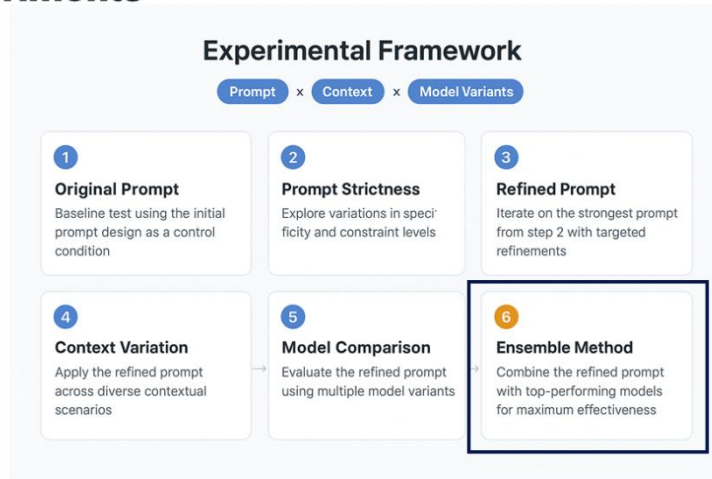 Experimental Framework
Prompt x Context x Model Variants
1
Original Prompt
Baseline test using the initial
prompt design as a control
condition
2
Prompt Strictness
Explore variations in speci-
ficity and constraint levels
3
Refined Prompt
Iterate on the strongest prompt
from step 2 with targeted
refinements
4
Context Variation
Apply the refined prompt
across diverse contextual
scenarios
→
5
Model Comparison
Evaluate the refined prompt
using multiple model variants
→
6
Ensemble Method
Combine the refined prompt
with top-performing models
for maximum effectiveness